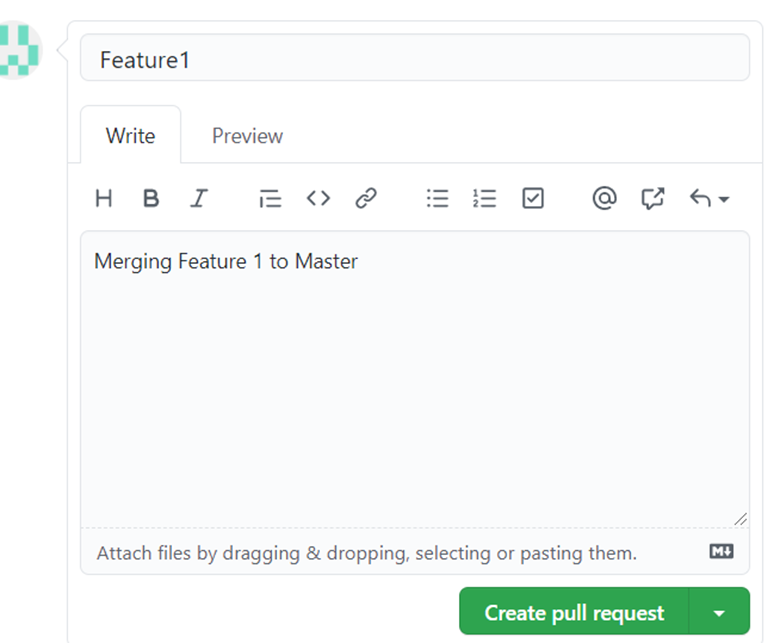 Feature1
Write Preview
H B I @
Merging Feature 1 to Master
Attach files by dragging & dropping, selecting or pasting them.
M↓
Create pull request